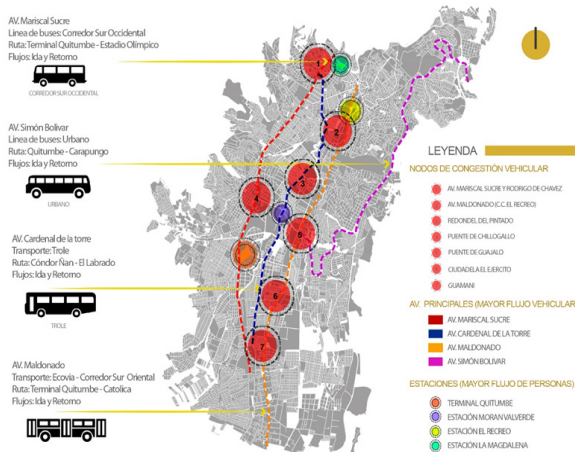 AV. Mariscal Sucre
Línea de buses: Corredor Sur Occidental
Ruta: Terminal Quitumbe - Estadio Olímpico
Flujos: Ida y Retorno
CORREDOR SUR OCCIDENTAL
AV. Simón Bolivar
Linea de buses: Urbano
Ruta: Quitumbe - Carapungo
Flujos: Ida y Retorno
URBANO
AV. Cardenal de la torre
Transporte: Trole
Ruta: Cóndor Ñan - El Labrado
Flujos: Ida y Retorno
TROLE
AV. Maldonado
Transporte: Ecovia - Corredor Sur Oriental
Ruta: Terminal Quitumbe - Catolica
Flujos: Ida y Retorno
1
2
3
4
5
6
7
LEYENDA
NODOS DE CONGESTIÓN VEHICULAR
AV. MARISCAL SUCRE Y RODRIGO DE CHAVEZ
AV. MALDONADO (C.C. EL RECREO)
REDONDEL DEL PINTADO
PUENTE DE CHILLOGALLO
PUENTE DE GUAJALO
CIUDADELA EL EJERCITO
GUAMANI
AV. PRINCIPALES (MAYOR FLUJO VEHICULAR)
AV. MARISCAL SUCRE
AV. CARDENAL DE LA TORRE
AV. MALDONADO
AV. SIMÓN BOLIVAR
ESTACIONES (MAYOR FLUJO DE PERSONAS)
TERMINAL QUITUMBE
ESTACIÓN MORAN VALVERDE
ESTACIÓN EL RECREO
ESTACIÓN LA MAGDALENA